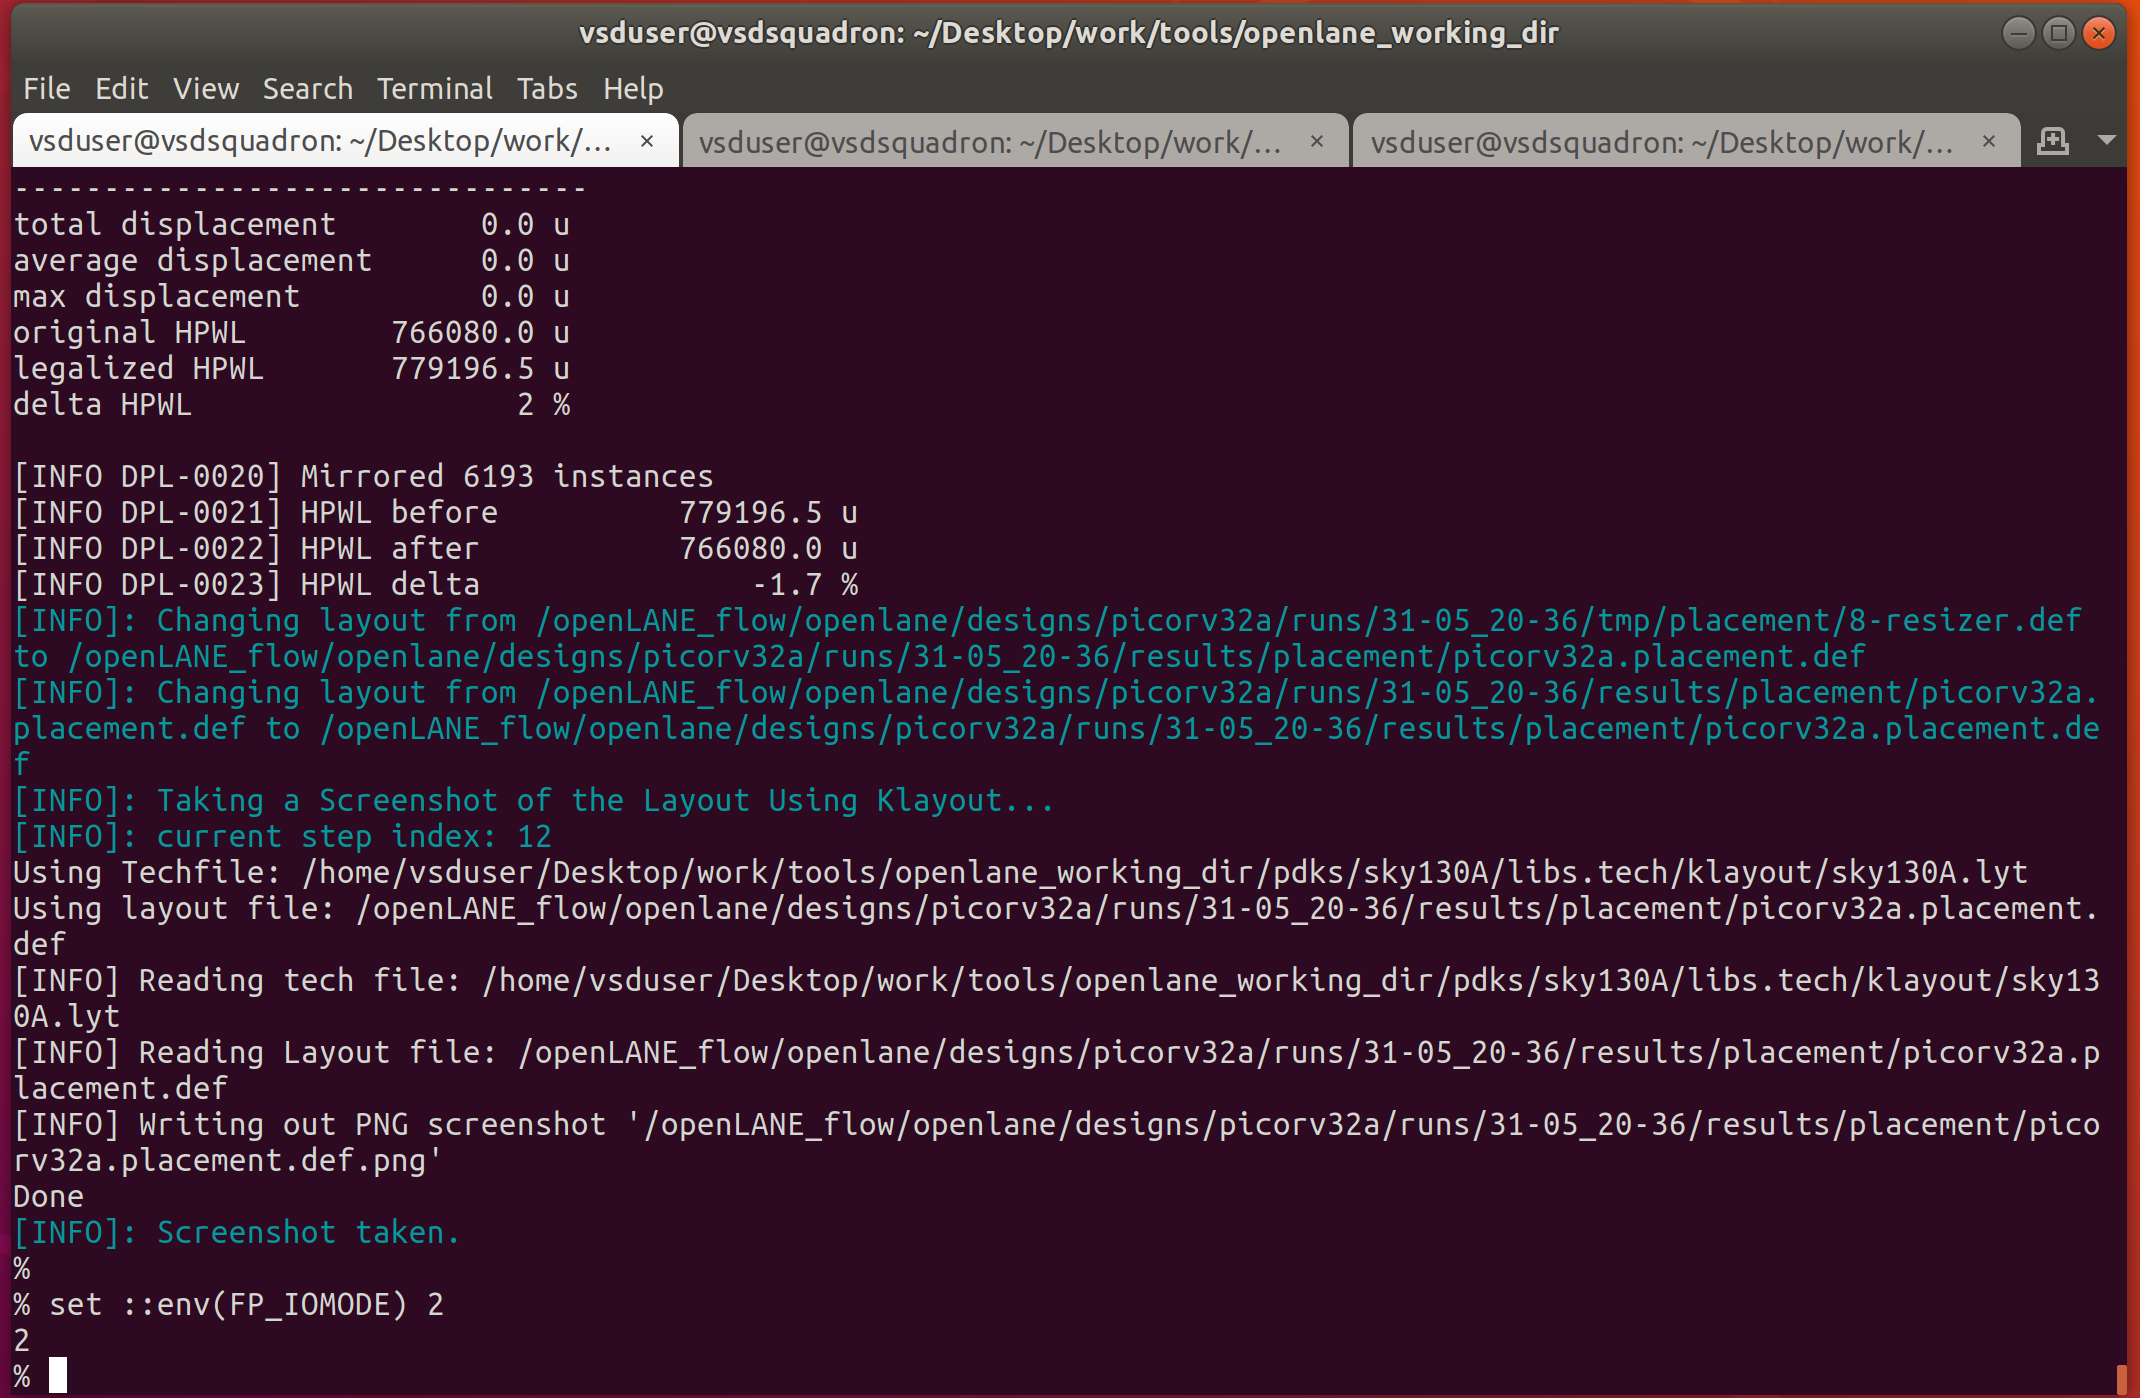 vsduser@vsdsquadron: ~/Desktop/work/tools/openlane_working_dir
File Edit View Search Terminal Tabs Help
vsduser@vsdsquadron: ~/Desktop/work/... × vsduser@vsdsquadron: ~/Desktop/work/... × vsduser@vsdsquadron: ~/Desktop/work/... ×
--------------------------------
total displacement        0.0 u
average displacement      0.0 u
max displacement          0.0 u
original HPWL        766080.0 u
legalized HPWL       779196.5 u
delta HPWL                  2 %
[INFO DPL-0020] Mirrored 6193 instances
[INFO DPL-0021] HPWL before          779196.5 u
[INFO DPL-0022] HPWL after           766080.0 u
[INFO DPL-0023] HPWL delta               -1.7 %
[INFO]: Changing layout from /openLANE_flow/openlane/designs/picorv32a/runs/31-05_20-36/tmp/placement/8-resizer.def
to /openLANE_flow/openlane/designs/picorv32a/runs/31-05_20-36/results/placement/picorv32a.placement.def
[INFO]: Changing layout from /openLANE_flow/openlane/designs/picorv32a/runs/31-05_20-36/results/placement/picorv32a.
placement.def to /openLANE_flow/openlane/designs/picorv32a/runs/31-05_20-36/results/placement/picorv32a.placement.de
f
[INFO]: Taking a Screenshot of the Layout Using Klayout...
[INFO]: current step index: 12
Using Techfile: /home/vsduser/Desktop/work/tools/openlane_working_dir/pdks/sky130A/libs.tech/klayout/sky130A.lyt
Using layout file: /openLANE_flow/openlane/designs/picorv32a/runs/31-05_20-36/results/placement/picorv32a.placement.
def
[INFO] Reading tech file: /home/vsduser/Desktop/work/tools/openlane_working_dir/pdks/sky130A/libs.tech/klayout/sky13
0A.lyt
[INFO] Reading Layout file: /openLANE_flow/openlane/designs/picorv32a/runs/31-05_20-36/results/placement/picorv32a.p
lacement.def
[INFO] Writing out PNG screenshot '/openLANE_flow/openlane/designs/picorv32a/runs/31-05_20-36/results/placement/pico
rv32a.placement.def.png'
Done
[INFO]: Screenshot taken.
%
% set ::env(FP_IOMODE) 2
2
%